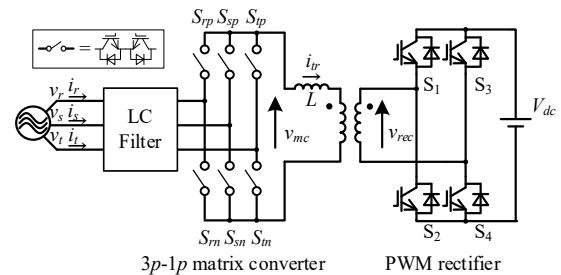 S_rp S_sp S_tp
i_tr
L
v_r i_r
v_s i_s
v_t i_t
LC
Filter
v_mc
v_rec
S_1
S_3
V_dc
S_2
S_4
S_rn S_sn S_tn
3p-1p matrix converter
PWM rectifier